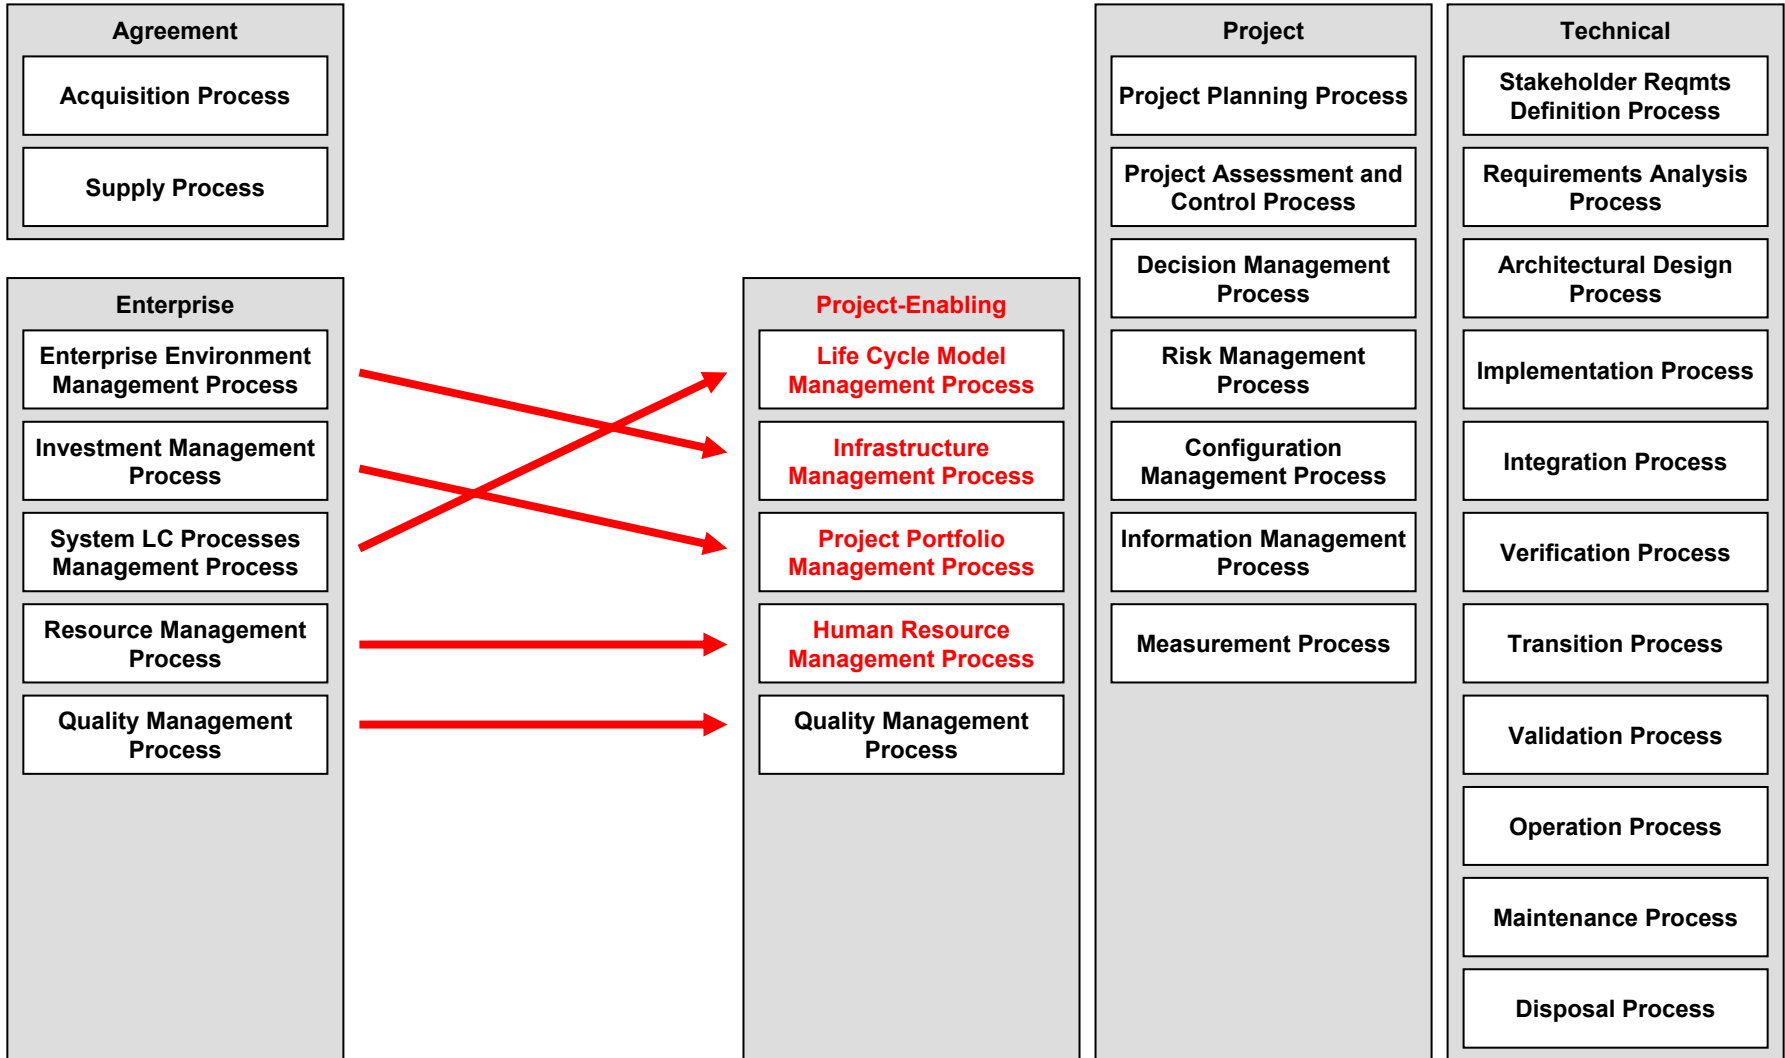 Agreement
Acquisition Process
Supply Process
Enterprise
Enterprise Environment
Management Process
Investment Management
Process
System LC Processes
Management Process
Resource Management
Process
Quality Management
Process
Project-Enabling
Life Cycle Model
Management Process
Infrastructure
Management Process
Project Portfolio
Management Process
Human Resource
Management Process
Quality Management
Process
Project
Project Planning Process
Project Assessment and
Control Process
Decision Management
Process
Risk Management
Process
Configuration
Management Process
Information Management
Process
Measurement Process
Technical
Stakeholder Reqmts
Definition Process
Requirements Analysis
Process
Architectural Design
Process
Implementation Process
Integration Process
Verification Process
Transition Process
Validation Process
Operation Process
Maintenance Process
Disposal Process